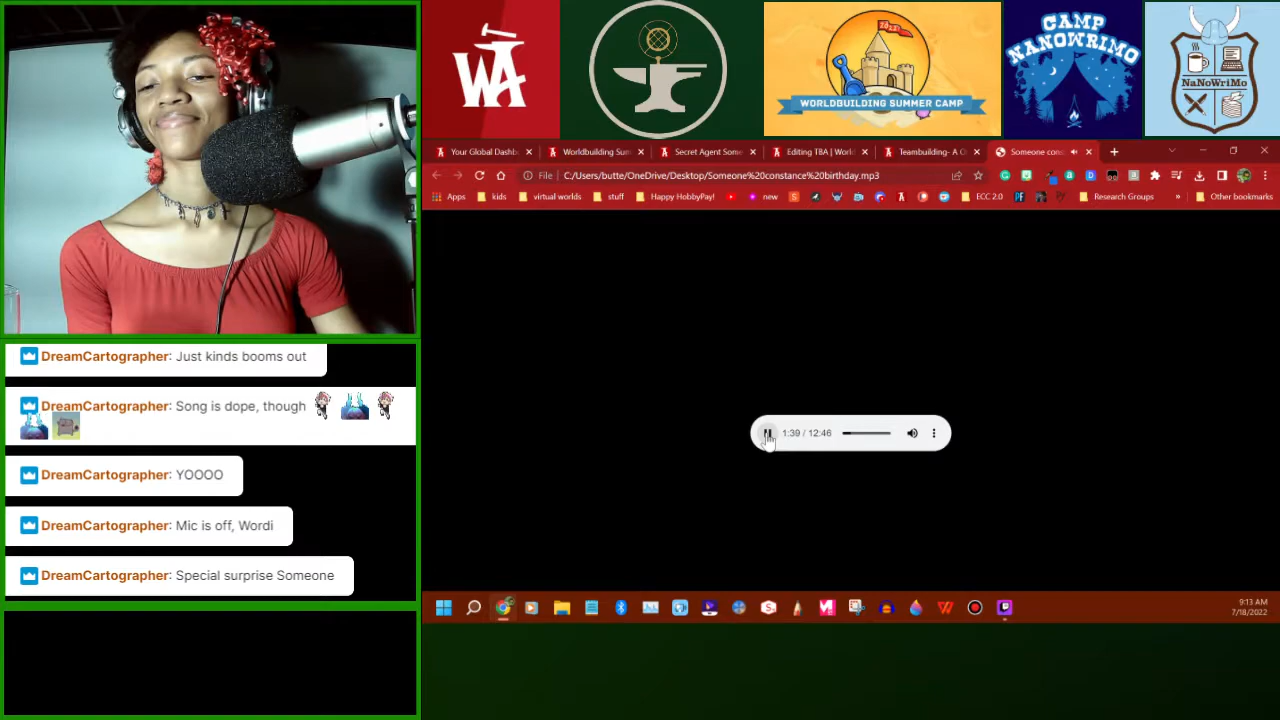 WA
2022
WORLDBUILDING SUMMER CAMP
CAMP
NANOWRIMO
NaNoWriMo
Your Global Dashb
Worldbuilding Sum
Secret Agent Some
Editing TBA | World
Teambuilding- A C
Someone cons
File
C:/Users/butte/OneDrive/Desktop/Someone%20constance%20birthday.mp3
Apps
kids
virtual worlds
stuff
Happy HobbyPay!
new
ECC 2.0
Research Groups
»
Other bookmarks
DreamCartographer: Just kinds booms out
DreamCartographer: Song is dope, though
DreamCartographer: YOOOO
DreamCartographer: Mic is off, Wordi
DreamCartographer: Special surprise Someone
1:39 / 12:46
9:13 AM
7/18/2022